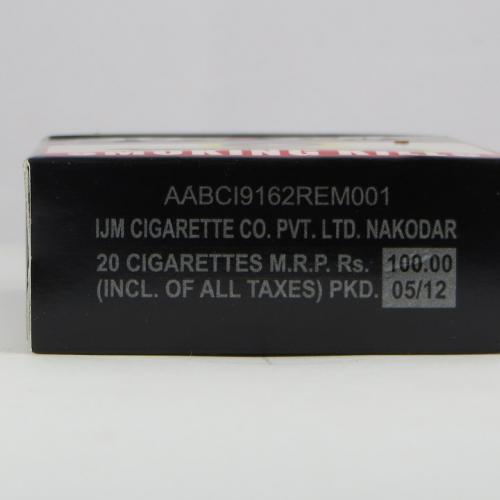 AABCI9162REM001
IJM CIGARETTE CO. PVT. LTD. NAKODAR
20 CIGARETTES M.R.P. Rs. 100.00
(INCL. OF ALL TAXES) PKD. 05/12